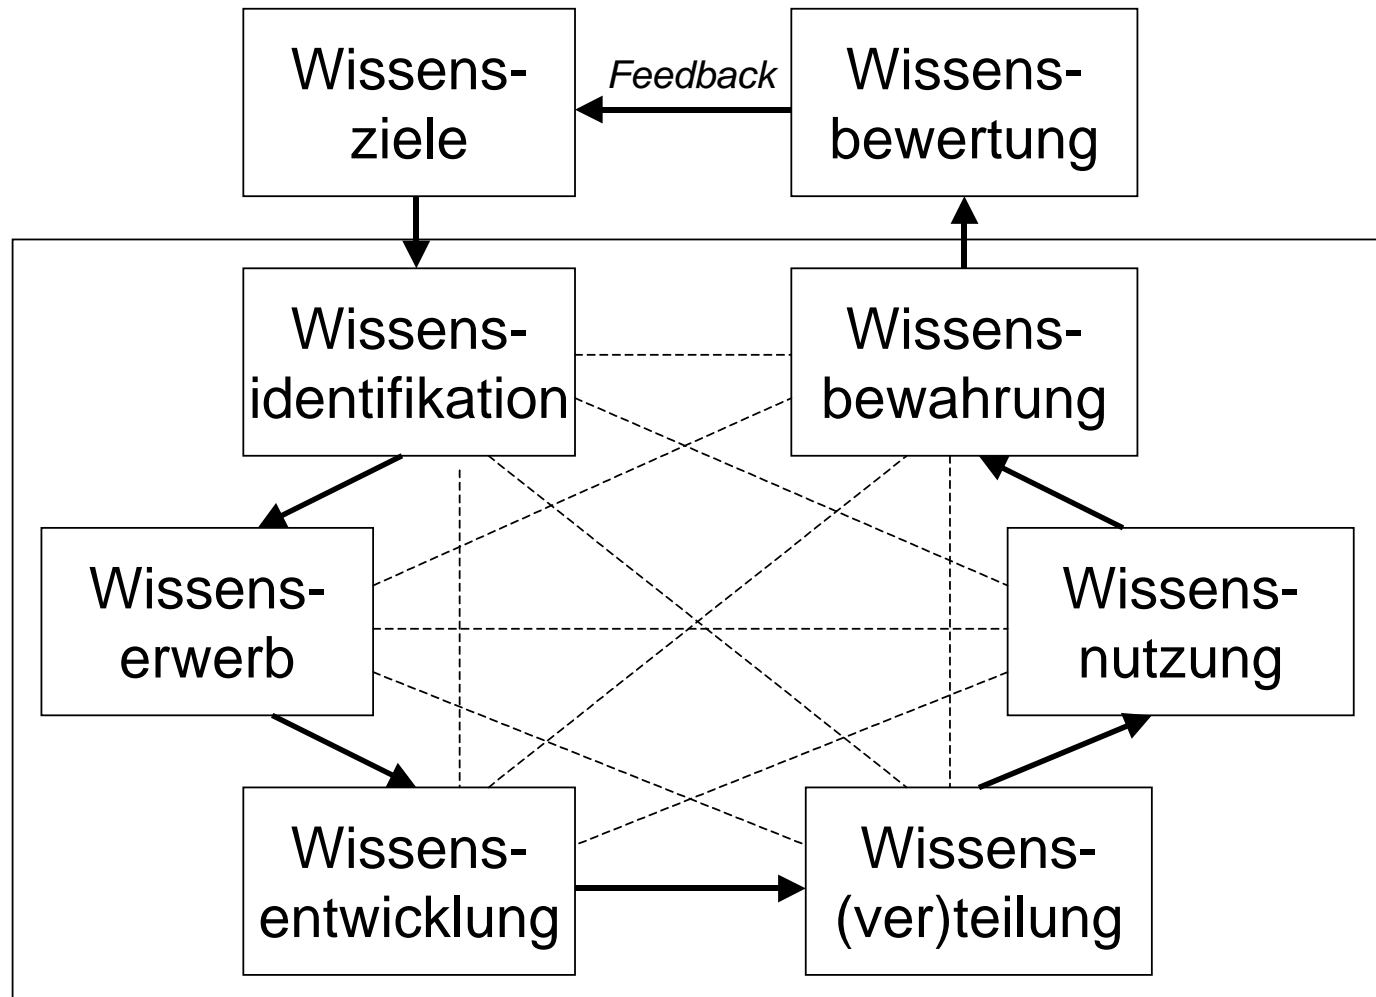 Wissens-
ziele
Feedback
Wissens-
bewertung
Wissens-
identifikation
Wissens-
bewahrung
Wissens-
erwerb
Wissens-
nutzung
Wissens-
entwicklung
Wissens-
(ver)teilung